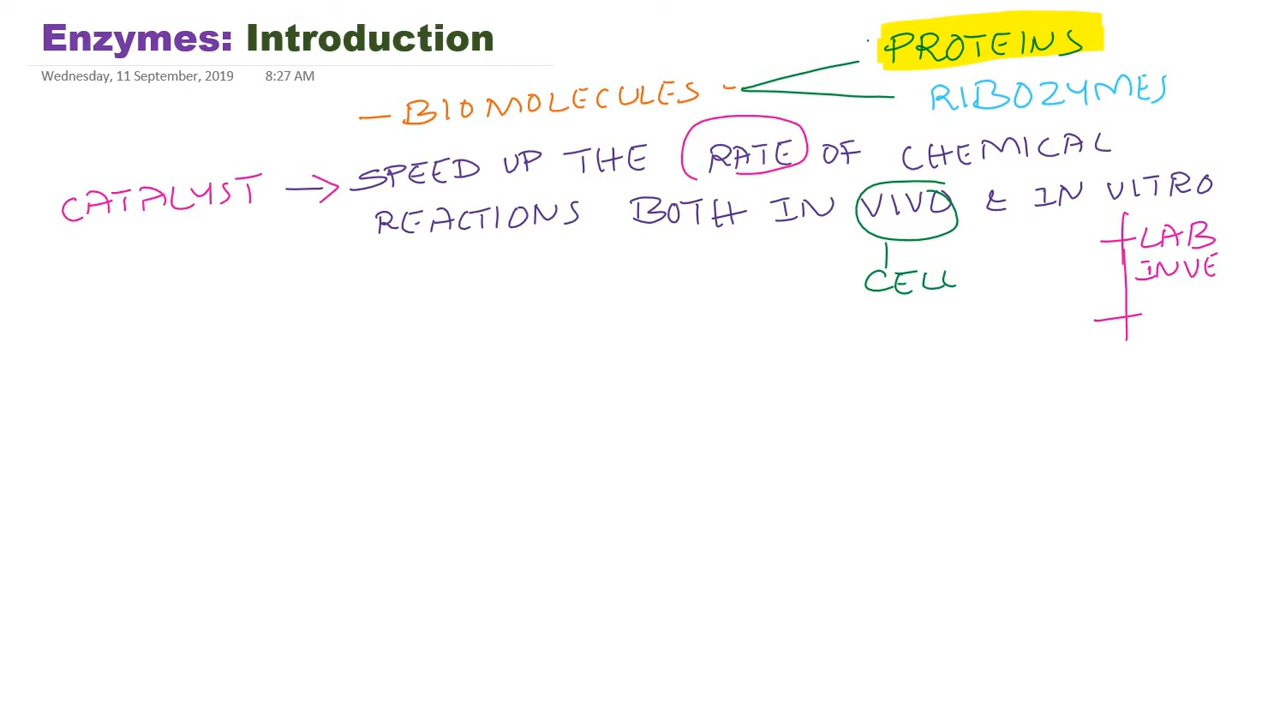 Enzymes: Introduction
Wednesday, 11 September, 2019 8:27 AM
PROTEINS
— BIOMOLECULES -
RIBOZYMES
CATALYST → SPEED UP THE RATE OF CHEMICAL
REACTIONS BOTH IN VIVO & IN VITRO
CELL
LAB
INVE